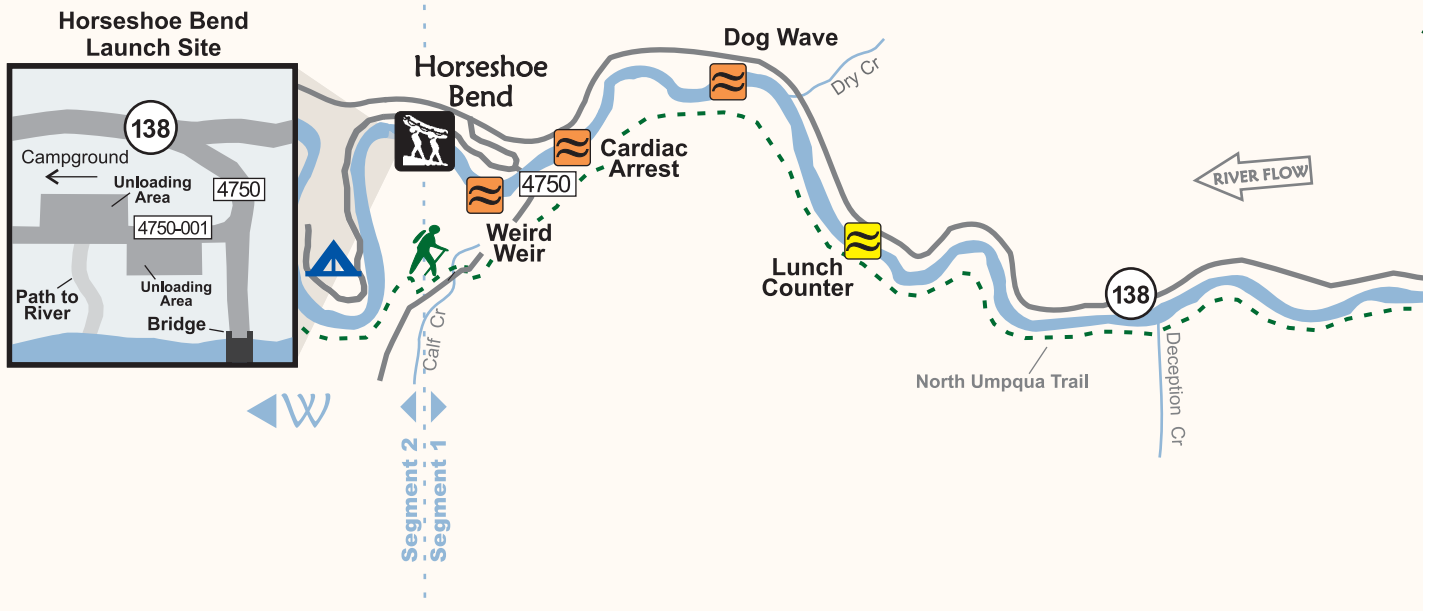 Horseshoe Bend
Launch Site
138
Campground
Unloading
Area
4750
4750-001
Unloading
Area
Path to
River
Bridge
W
Horseshoe
Bend
Weird
Weir
4750
Calf Cr
Segment 2
Segment 1
Cardiac
Arrest
Dog Wave
Dry Cr
Lunch
Counter
RIVER FLOW
138
North Umpqua Trail
Deception Cr